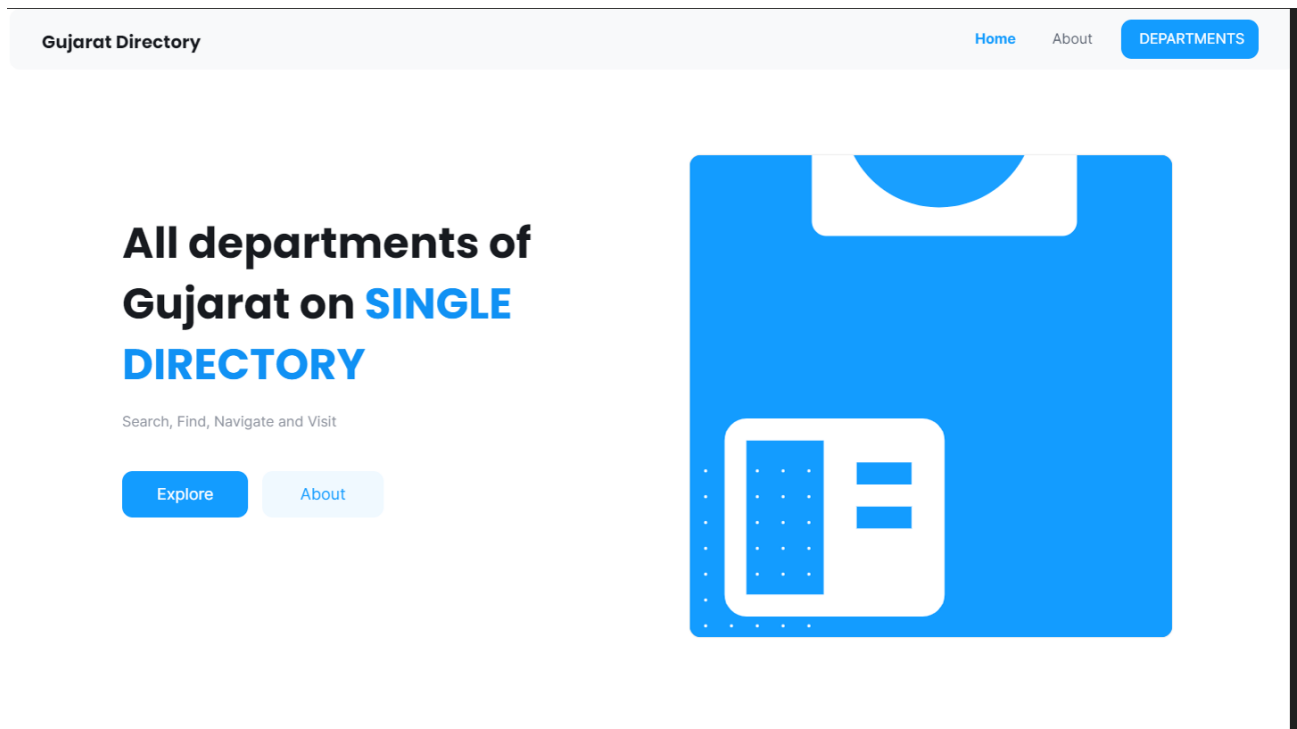 Gujarat Directory
Home About DEPARTMENTS
All departments of
Gujarat on SINGLE
DIRECTORY
Search, Find, Navigate and Visit
Explore About